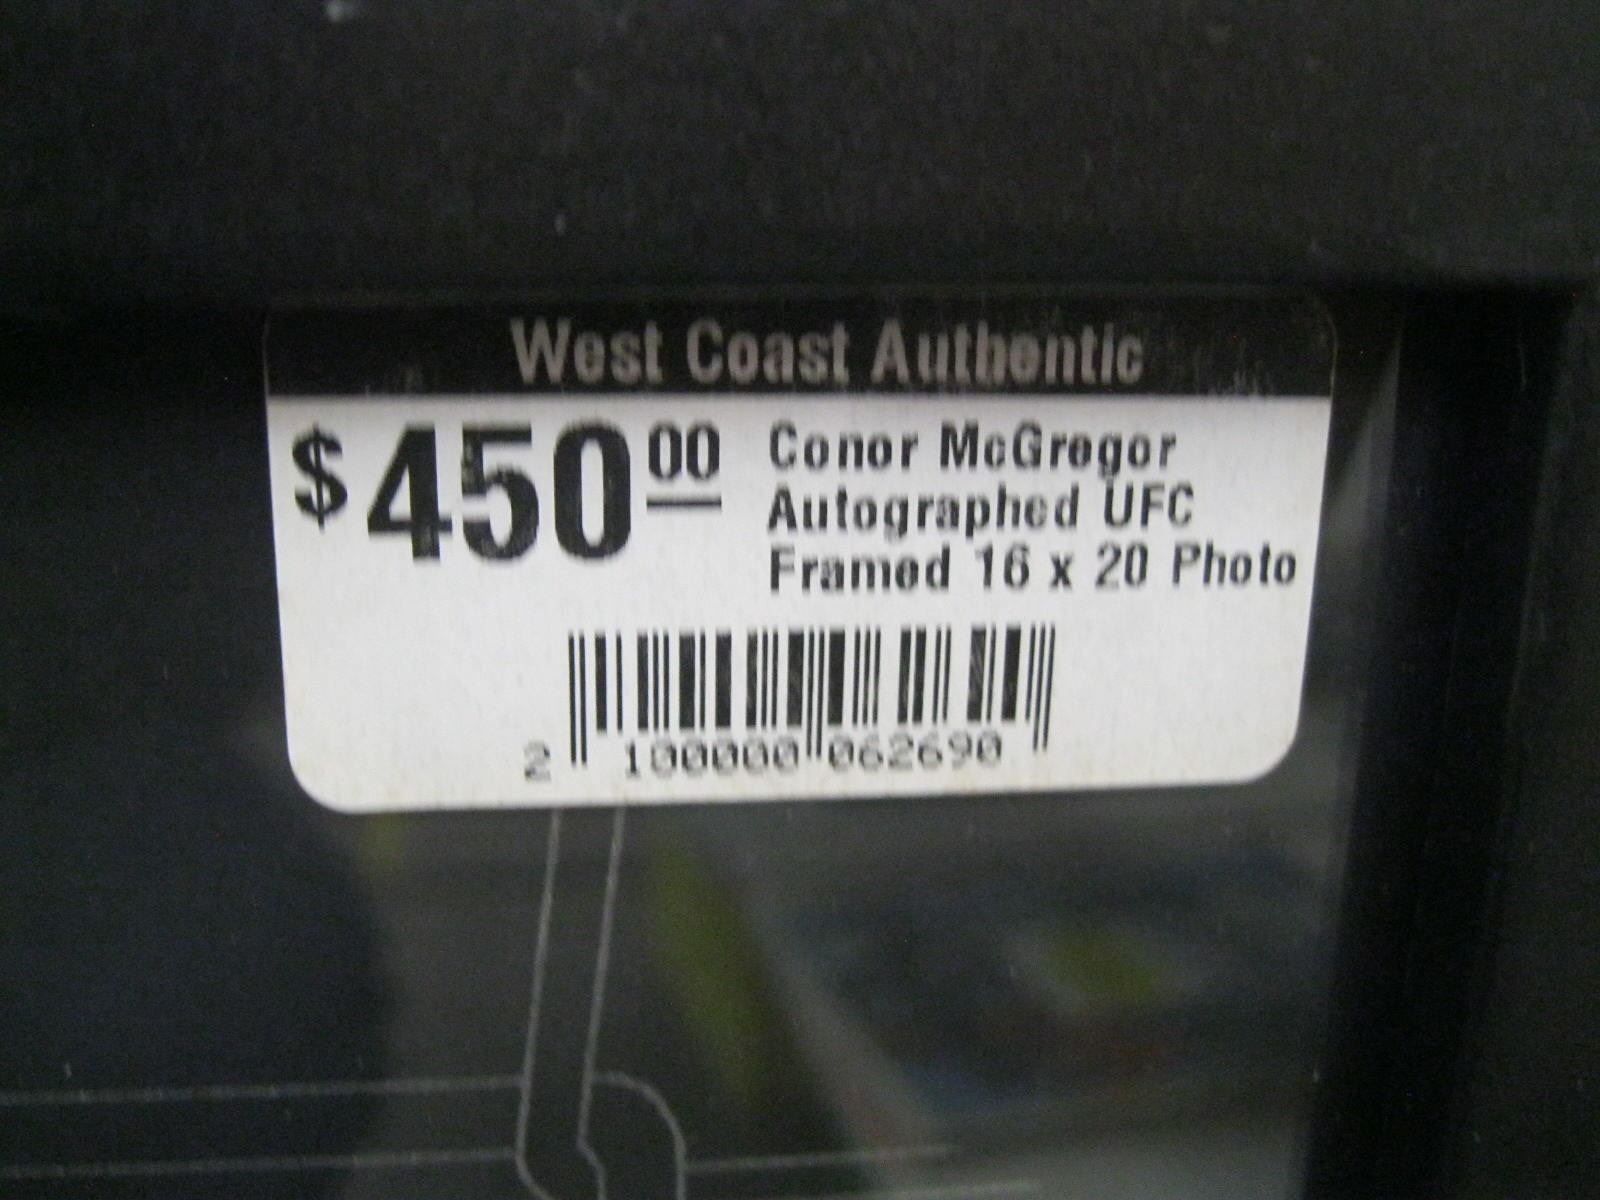 West Coast Authentic
$450.00
Conor McGregor
Autographed UFC
Framed 16 x 20 Photo
2 100000 062690